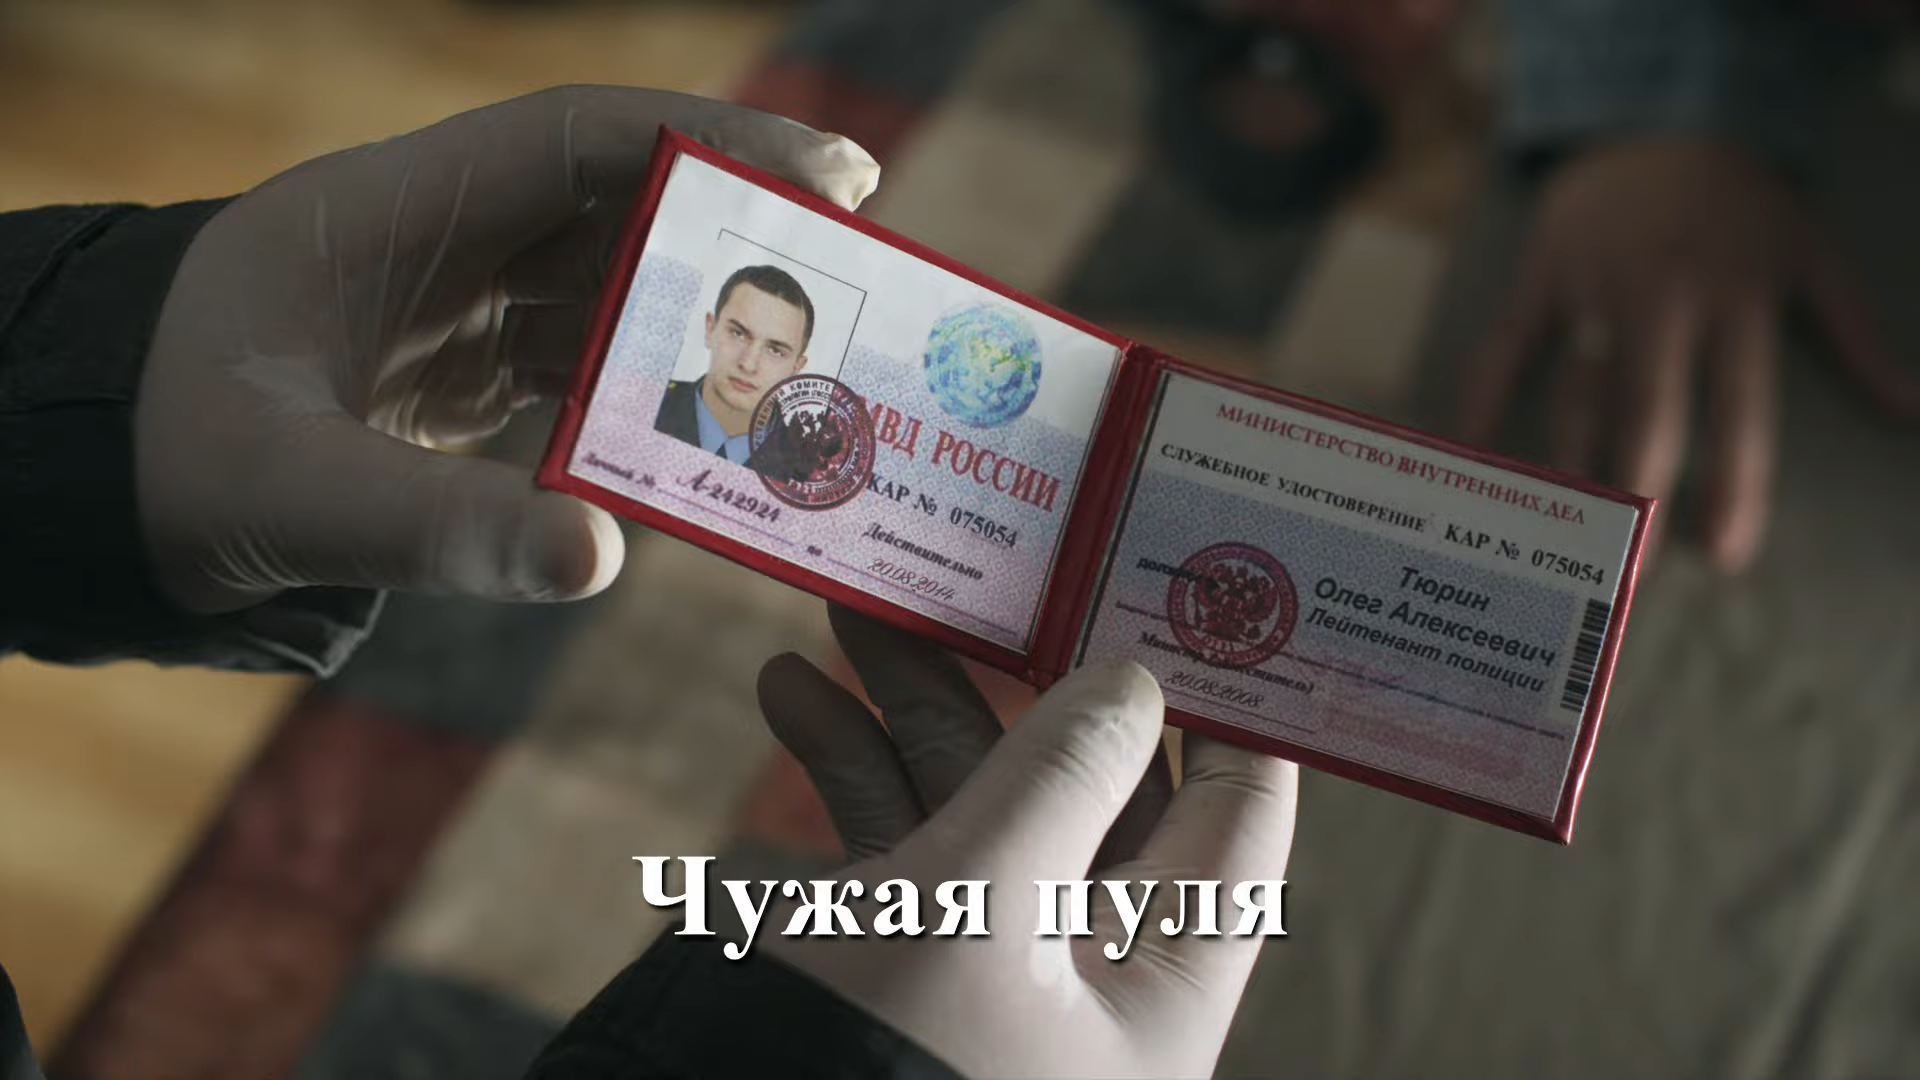 МВД РОССИИ
КАР № 075054
Личный № А-242924
Действительно
по 20.08.2014
МИНИСТЕРСТВО ВНУТРЕННИХ ДЕЛ
СЛУЖЕБНОЕ УДОСТОВЕРЕНИЕ КАР № 075054
Тюрин
Олег Алексеевич
Лейтенант полиции
20.08.2008
Чужая пуля